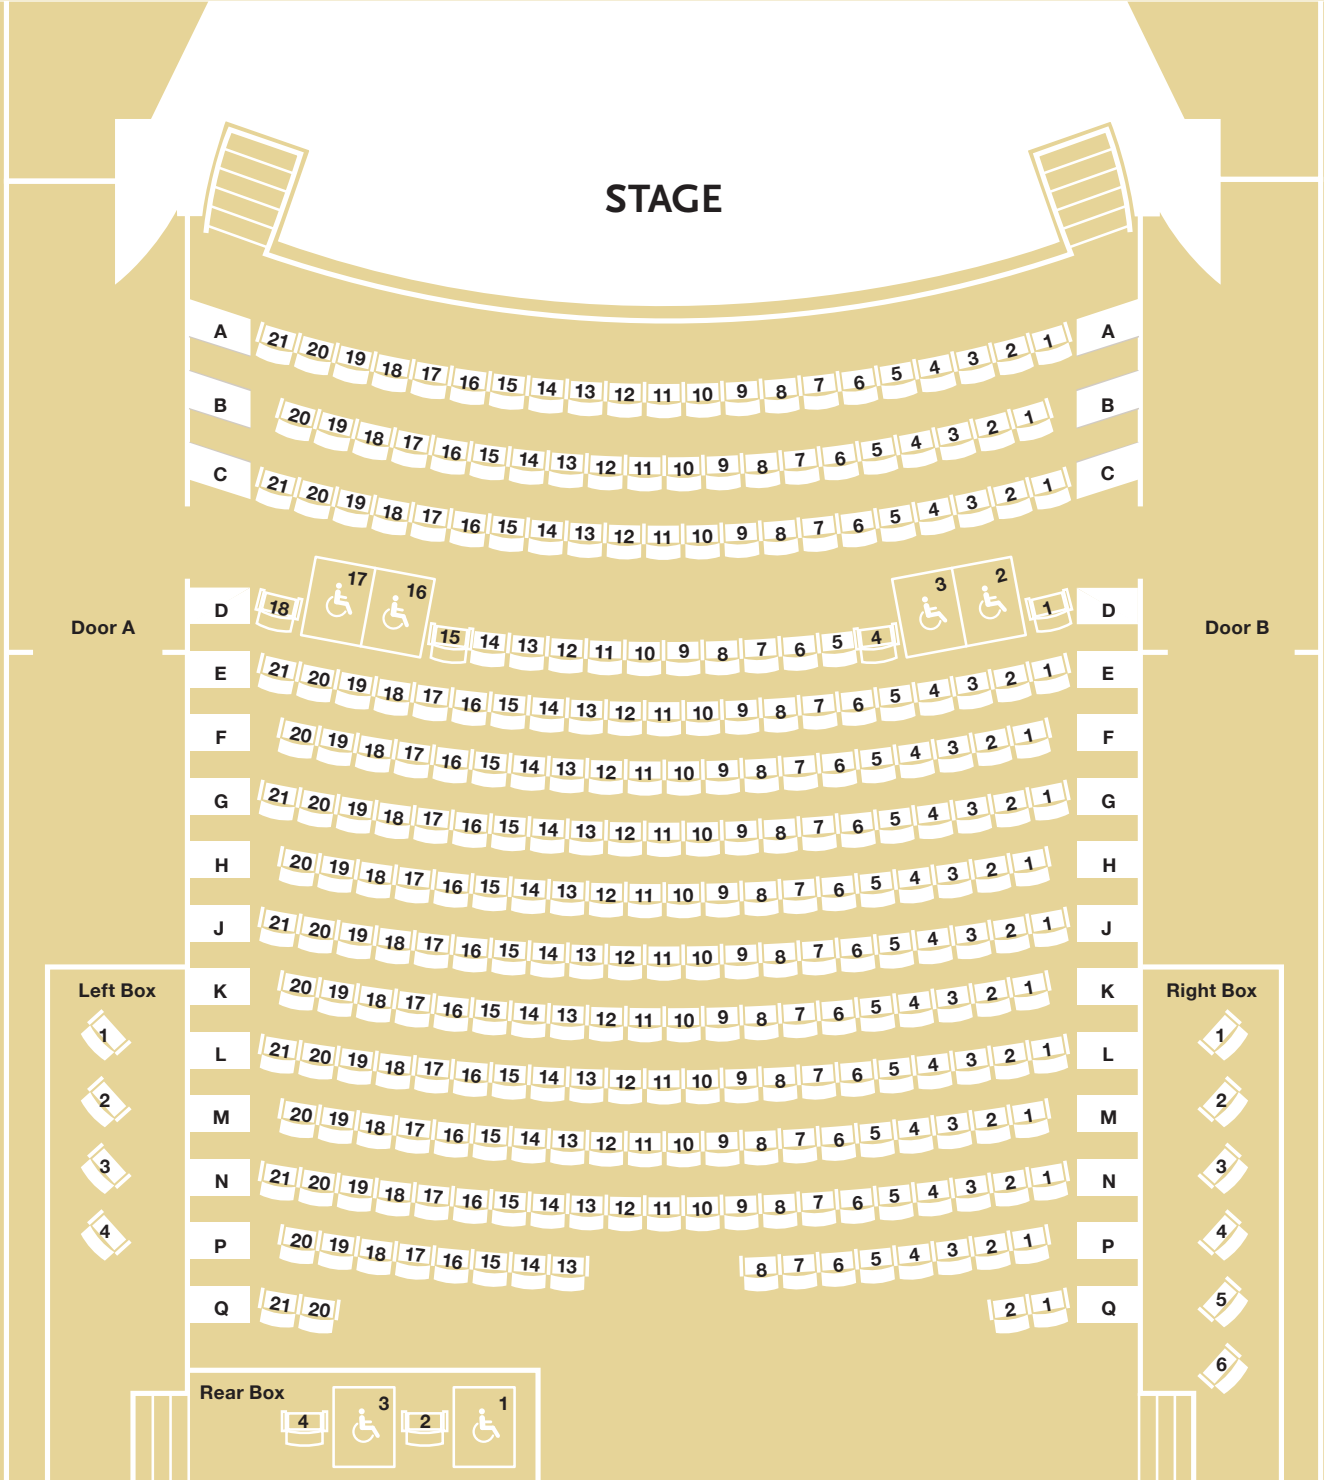 STAGE
A 21 20 19 18 17 16 15 14 13 12 11 10 9 8 7 6 5 4 3 2 1 A
B 20 19 18 17 16 15 14 13 12 11 10 9 8 7 6 5 4 3 2 1 B
C 21 20 19 18 17 16 15 14 13 12 11 10 9 8 7 6 5 4 3 2 1 C
D 18 17 16 15 14 13 12 11 10 9 8 7 6 5 4 3 2 1 D
Door A
Door B
E 21 20 19 18 17 16 15 14 13 12 11 10 9 8 7 6 5 4 3 2 1 E
F 20 19 18 17 16 15 14 13 12 11 10 9 8 7 6 5 4 3 2 1 F
G 21 20 19 18 17 16 15 14 13 12 11 10 9 8 7 6 5 4 3 2 1 G
H 20 19 18 17 16 15 14 13 12 11 10 9 8 7 6 5 4 3 2 1 H
J 21 20 19 18 17 16 15 14 13 12 11 10 9 8 7 6 5 4 3 2 1 J
K 20 19 18 17 16 15 14 13 12 11 10 9 8 7 6 5 4 3 2 1 K
L 21 20 19 18 17 16 15 14 13 12 11 10 9 8 7 6 5 4 3 2 1 L
M 20 19 18 17 16 15 14 13 12 11 10 9 8 7 6 5 4 3 2 1 M
N 21 20 19 18 17 16 15 14 13 12 11 10 9 8 7 6 5 4 3 2 1 N
P 20 19 18 17 16 15 14 13 8 7 6 5 4 3 2 1 P
Q 21 20 2 1 Q
Left Box
1
2
3
4
Right Box
1
2
3
4
5
6
Rear Box
4 3 2 1